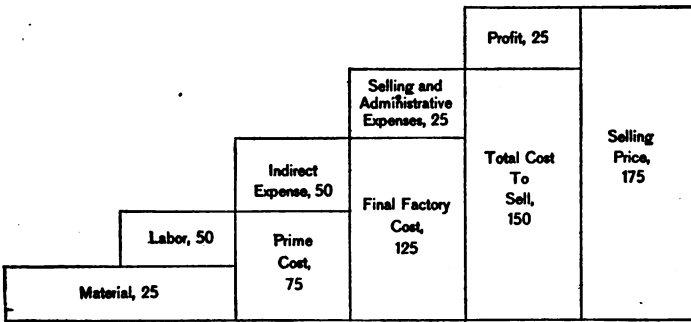 Profit, 25
Selling and
Administrative
Expenses, 25
Selling
Price,
175
Total Cost
To
Sell,
150
Indirect
Expense, 50
Final Factory
Cost,
125
Labor, 50
Prime
Cost,
75
Material, 25